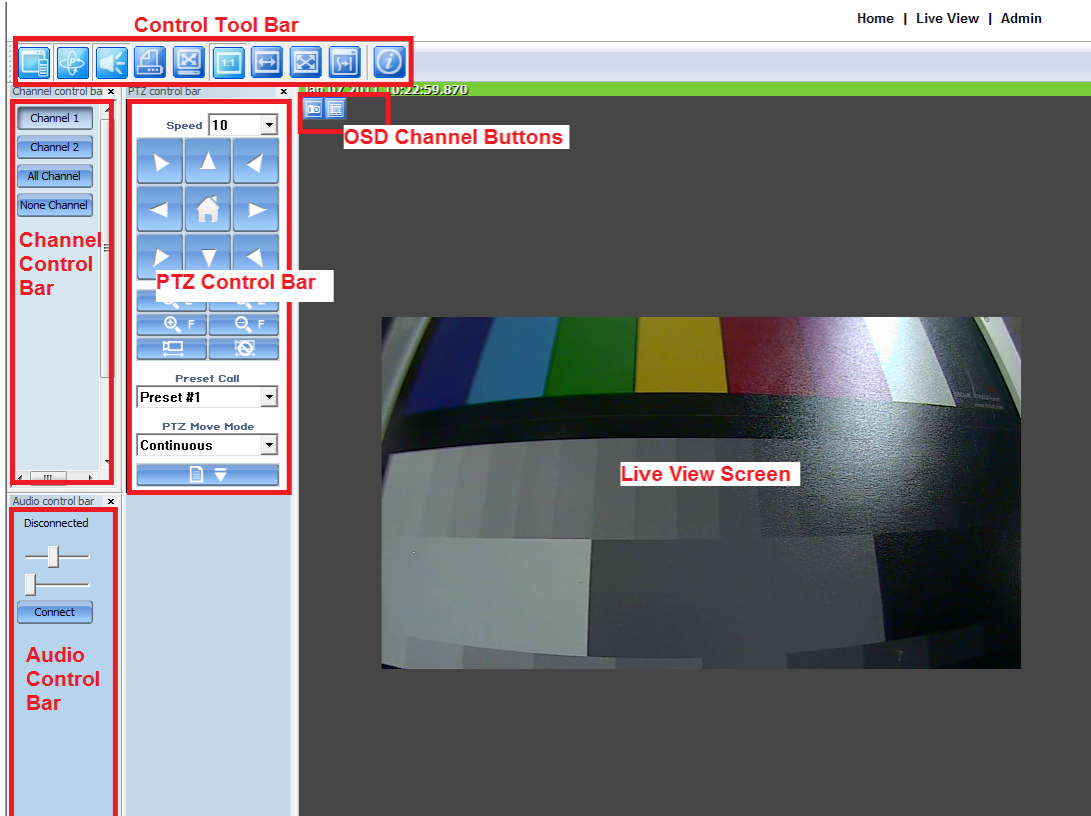 Control Tool Bar
Home | Live View | Admin
1:1
Channel control ba
PTZ control bar
10:22:59.870
OSD Channel Buttons
Channel 1
Channel 2
All Channel
None Channel
Channel
Control
Bar
Speed 10
PTZ Control Bar
F F
Preset Call
Preset #1
PTZ Move Mode
Continuous
Live View Screen
Audio control bar
Disconnected
Connect
Audio
Control
Bar